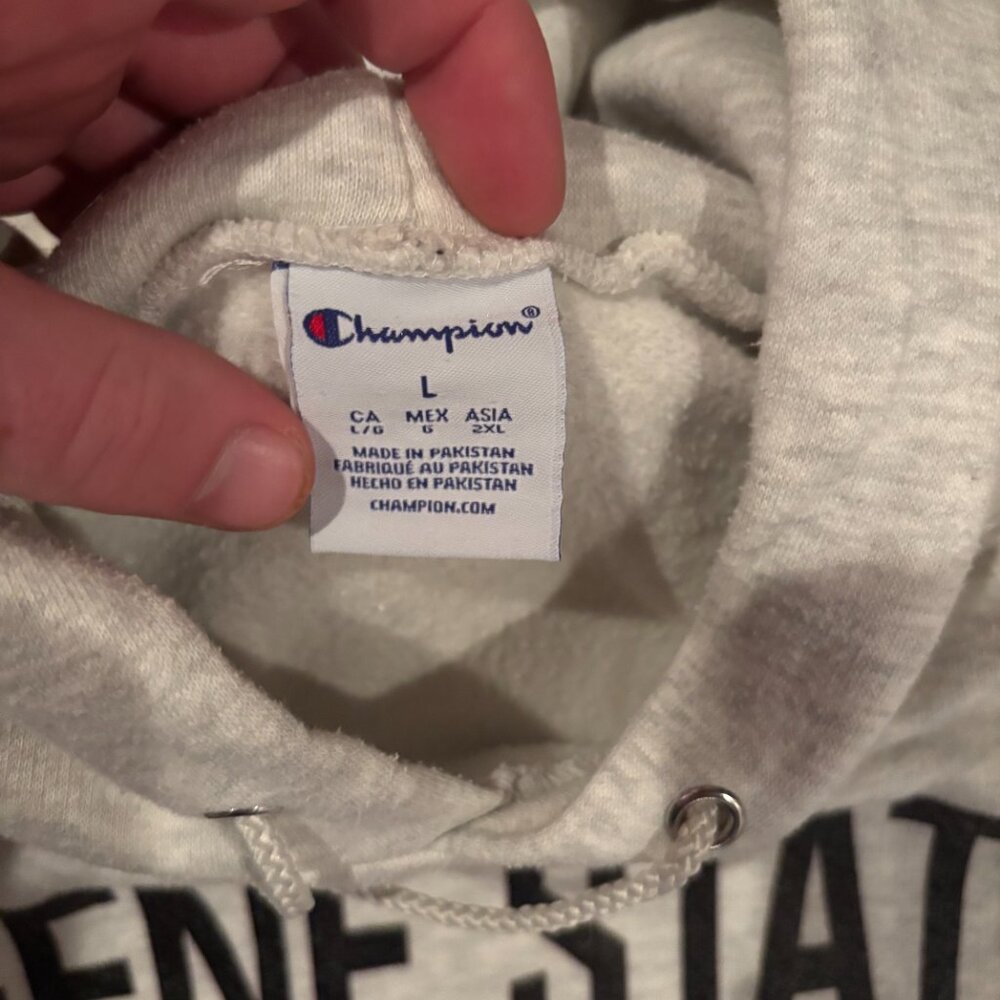 Champion®
L
CA MEX ASIA
L/G G 2XL
MADE IN PAKISTAN
FABRIQUÉ AU PAKISTAN
HECHO EN PAKISTAN
CHAMPION.COM